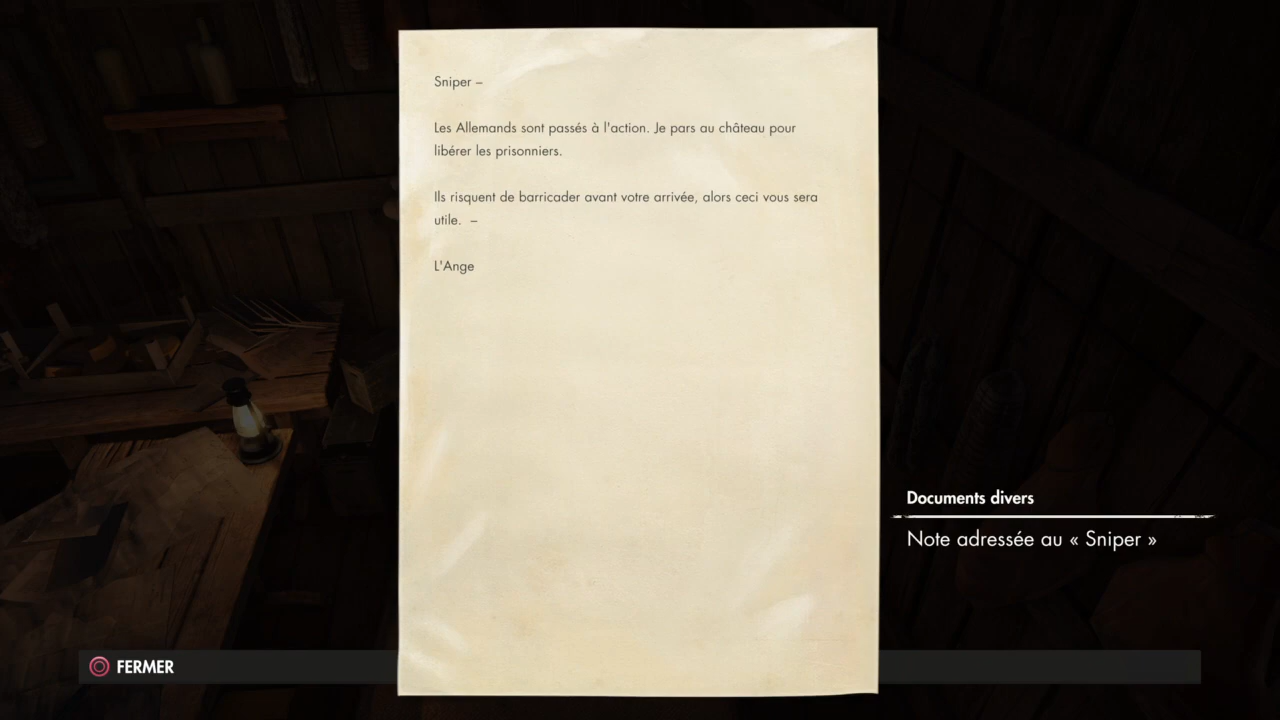 Sniper –
Les Allemands sont passés à l'action. Je pars au château pour
libérer les prisonniers.
Ils risquent de barricader avant votre arrivée, alors ceci vous sera
utile. –
L'Ange
Documents divers
Note adressée au « Sniper »
FERMER